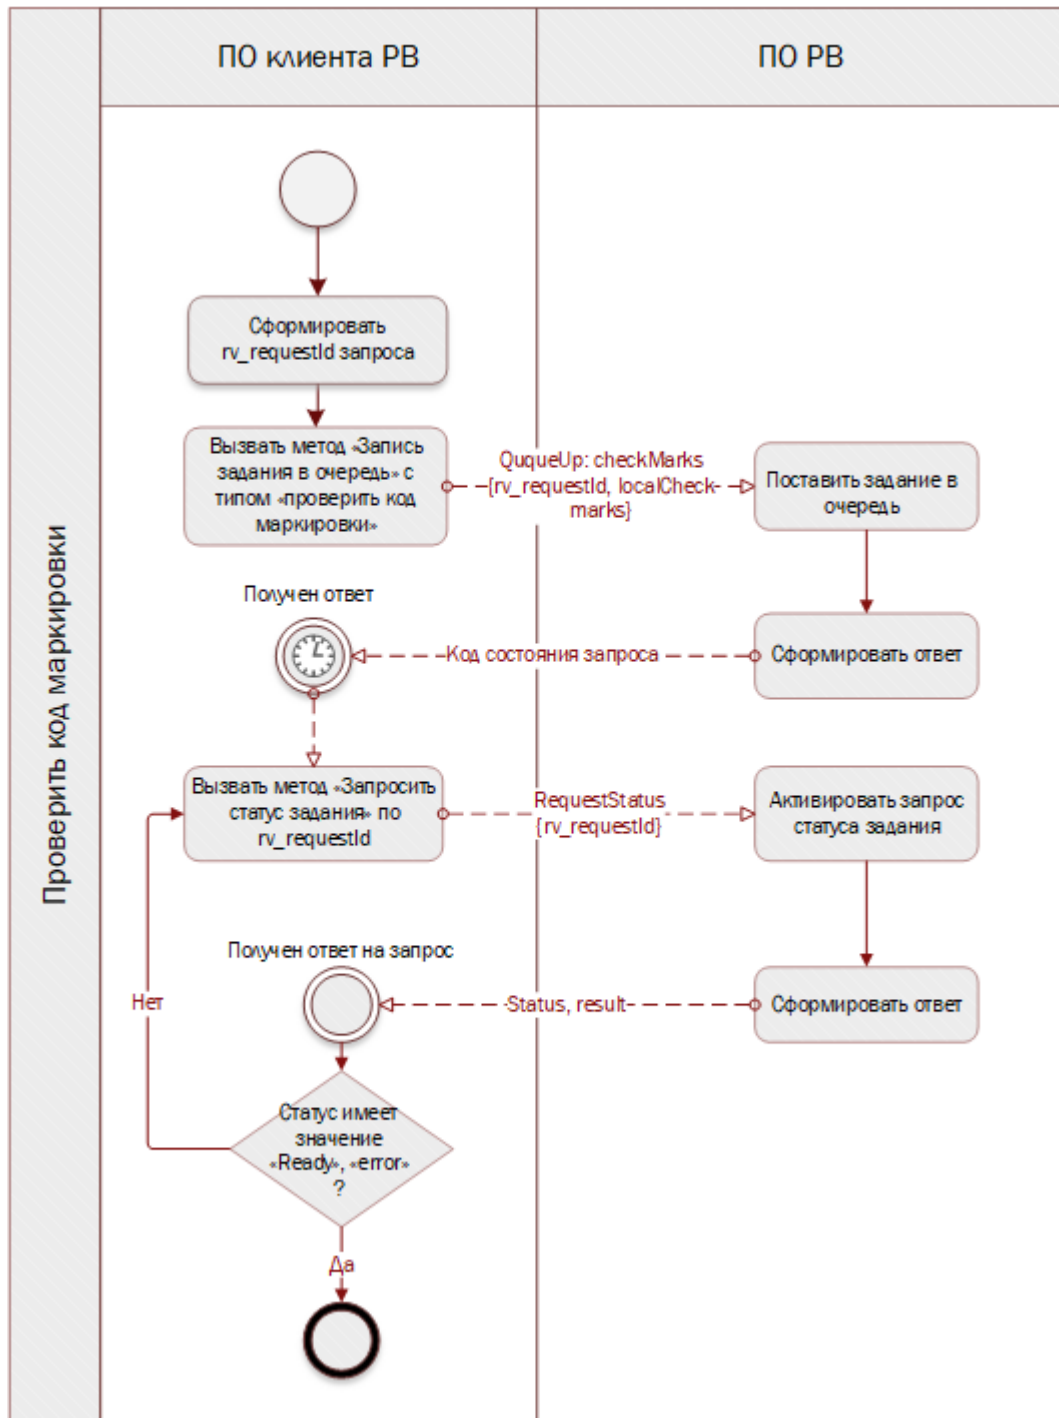 Проверить код маркировки
ПО клиента РВ
ПО РВ
Сформировать
rv_requestId запроса
Вызвать метод «Запись
задания в очередь» с
типом «проверить код
маркировки»
QuqueUp: checkMarks
{rv_requestId, localCheck
marks}
Поставить задание в
очередь
Получен ответ
Код состояния запроса
Сформировать ответ
Вызвать метод «Запросить
статус задания» по
rv_requestId
RequestStatus
{rv_requestId}
Активировать запрос
статуса задания
Получен ответ на запрос
Status, result
Сформировать ответ
Нет
Статус имеет
значение
«Ready», «error»
?
Да